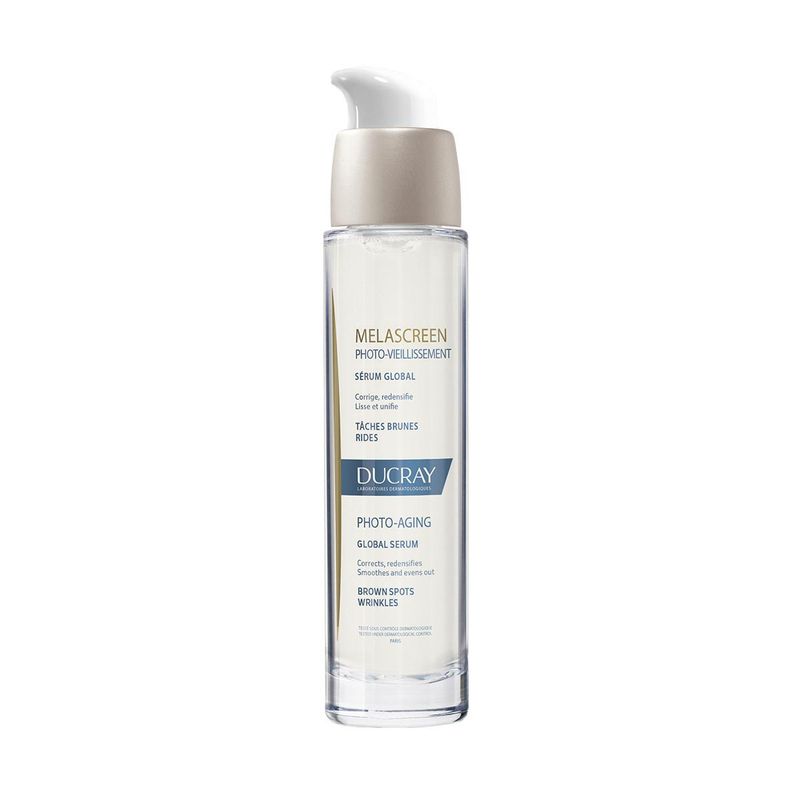 MELASCREEN
PHOTO-VIEILLISSEMENT
SÉRUM GLOBAL
Corrige, redensifie
Lisse et unifie
TÂCHES BRUNES
RIDES
DUCRAY
LABORATOIRES DERMATOLOGIQUES
PHOTO-AGING
GLOBAL SERUM
Corrects, redensifies
Smoothes and evens out
BROWN SPOTS
WRINKLES
TESTÉ SOUS CONTRÔLE DERMATOLOGIQUE
TESTED UNDER DERMATOLOGICAL CONTROL
PARIS